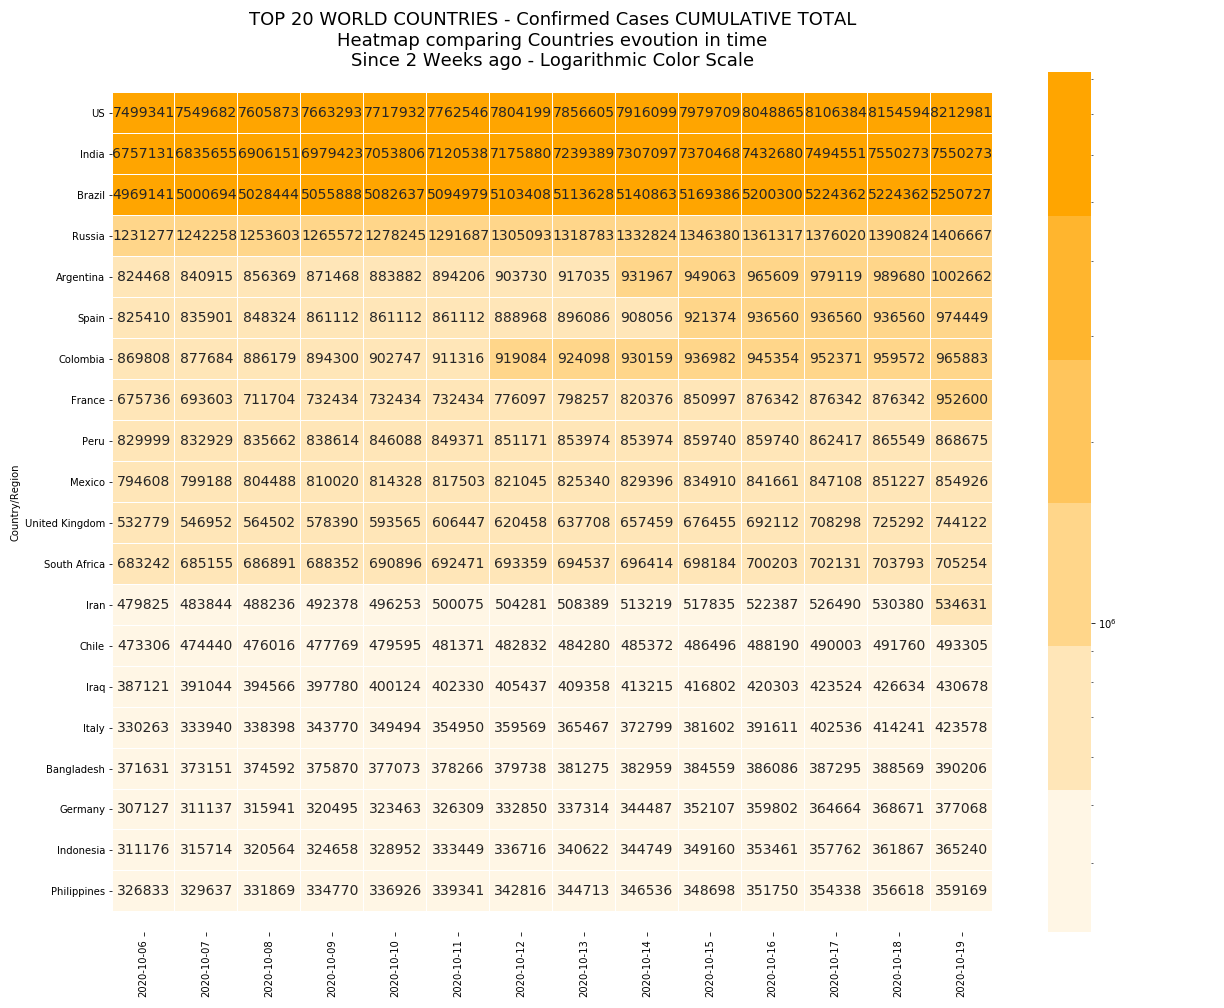 TOP 20 WORLD COUNTRIES - Confirmed Cases CUMULATIVE TOTAL
Heatmap comparing Countries evoution in time
Since 2 Weeks ago - Logarithmic Color Scale
US 7499341 7549682 7605873 7663293 7717932 7762546 7804199 7856605 7916099 7979709 8048865 8106384 8154594 8212981
India 6757131 6835655 6906151 6979423 7053806 7120538 7175880 7239389 7307097 7370468 7432680 7494551 7550273 7550273
Brazil 4969141 5000694 5028444 5055888 5082637 5094979 5103408 5113628 5140863 5169386 5200300 5224362 5224362 5250727
Russia 1231277 1242258 1253603 1265572 1278245 1291687 1305093 1318783 1332824 1346380 1361317 1376020 1390824 1406667
Argentina 824468 840915 856369 871468 883882 894206 903730 917035 931967 949063 965609 979119 989680 1002662
Spain 825410 835901 848324 861112 861112 861112 888968 896086 908056 921374 936560 936560 936560 974449
Colombia 869808 877684 886179 894300 902747 911316 919084 924098 930159 936982 945354 952371 959572 965883
France 675736 693603 711704 732434 732434 732434 776097 798257 820376 850997 876342 876342 876342 952600
Peru 829999 832929 835662 838614 846088 849371 851171 853974 853974 859740 859740 862417 865549 868675
Mexico 794608 799188 804488 810020 814328 817503 821045 825340 829396 834910 841661 847108 851227 854926
United Kingdom 532779 546952 564502 578390 593565 606447 620458 637708 657459 676455 692112 708298 725292 744122
South Africa 683242 685155 686891 688352 690896 692471 693359 694537 696414 698184 700203 702131 703793 705254
Iran 479825 483844 488236 492378 496253 500075 504281 508389 513219 517835 522387 526490 530380 534631
Chile 473306 474440 476016 477769 479595 481371 482832 484280 485372 486496 488190 490003 491760 493305
Iraq 387121 391044 394566 397780 400124 402330 405437 409358 413215 416802 420303 423524 426634 430678
Italy 330263 333940 338398 343770 349494 354950 359569 365467 372799 381602 391611 402536 414241 423578
Bangladesh 371631 373151 374592 375870 377073 378266 379738 381275 382959 384559 386086 387295 388569 390206
Germany 307127 311137 315941 320495 323463 326309 332850 337314 344487 352107 359802 364664 368671 377068
Indonesia 311176 315714 320564 324658 328952 333449 336716 340622 344749 349160 353461 357762 361867 365240
Philippines 326833 329637 331869 334770 336926 339341 342816 344713 346536 348698 351750 354338 356618 359169
Country/Region
2020-10-06 2020-10-07 2020-10-08 2020-10-09 2020-10-10 2020-10-11 2020-10-12 2020-10-13 2020-10-14 2020-10-15 2020-10-16 2020-10-17 2020-10-18 2020-10-19
10⁶